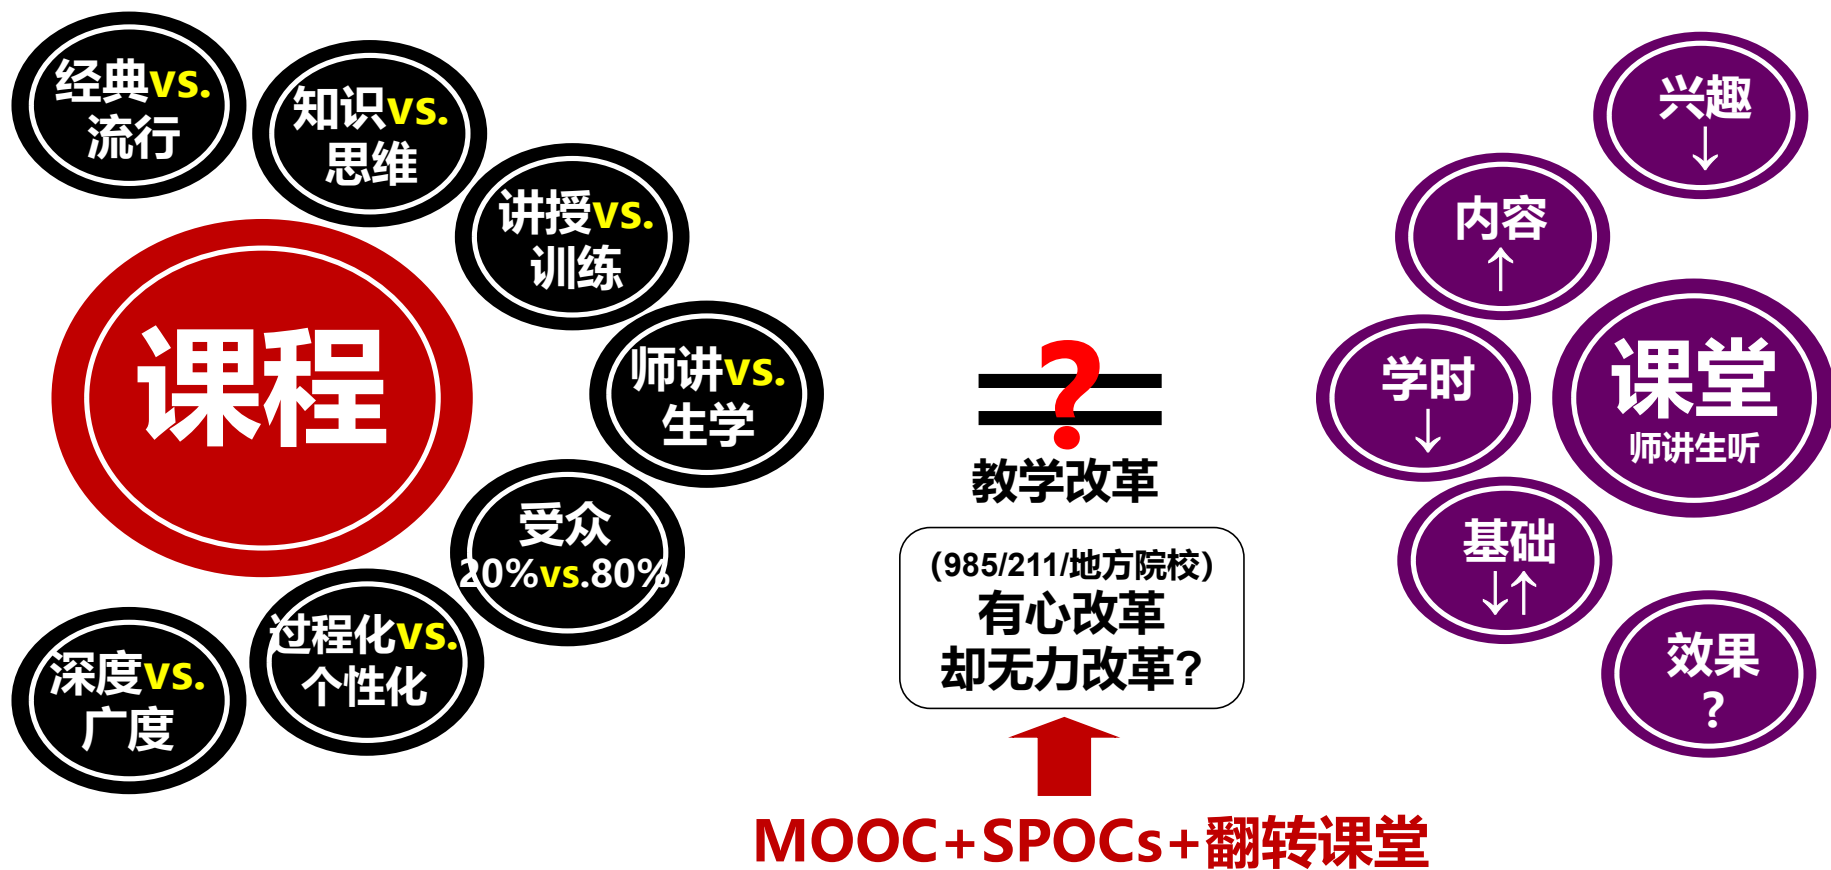 经典vs.
流行
知识vs.
思维
讲授vs.
训练
师讲vs.
生学
课程
受众
20%vs.80%
过程化vs.
个性化
深度vs.
广度
?
教学改革
（985/211/地方院校）
有心改革
却无力改革?
MOOC+SPOCs+翻转课堂
兴趣
↓
内容
↑
学时
↓
课堂
师讲生听
基础
↓↑
效果
?